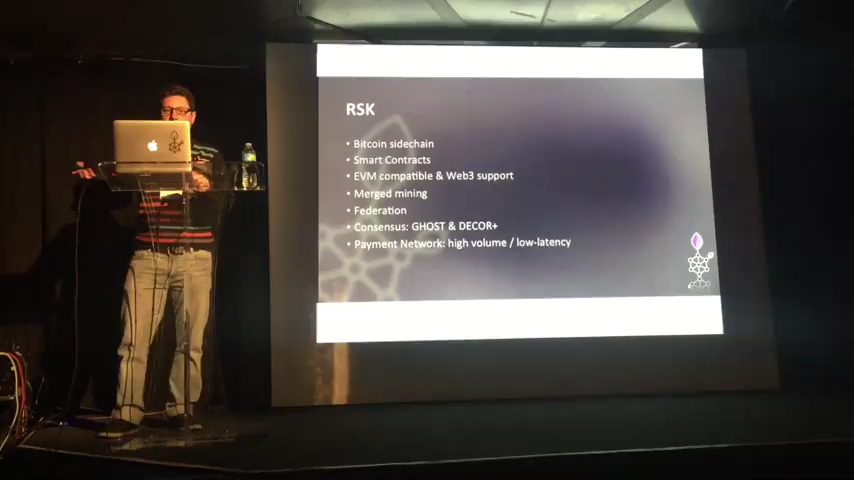 RSK
• Bitcoin sidechain
• Smart Contracts
• EVM compatible & Web3 support
• Merged mining
• Federation
• Consensus: GHOST & DECOR+
• Payment Network: high volume / low-latency